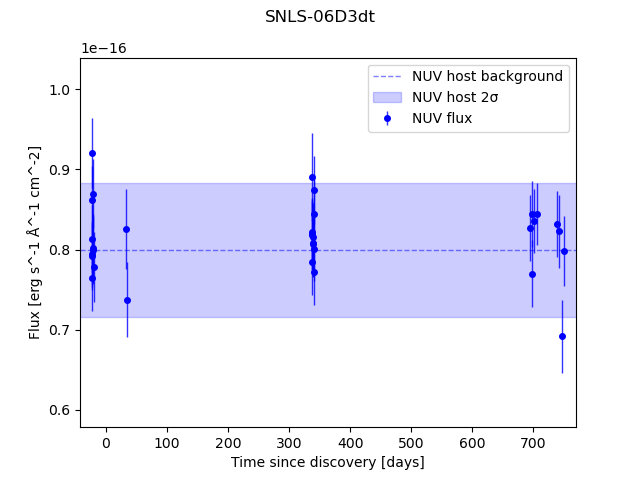 SNLS-06D3dt
1e−16
NUV host background
NUV host 2σ
NUV flux
1.0
0.9
0.8
0.7
0.6
Flux [erg s^-1 Å^-1 cm^-2]
0 100 200 300 400 500 600 700
Time since discovery [days]